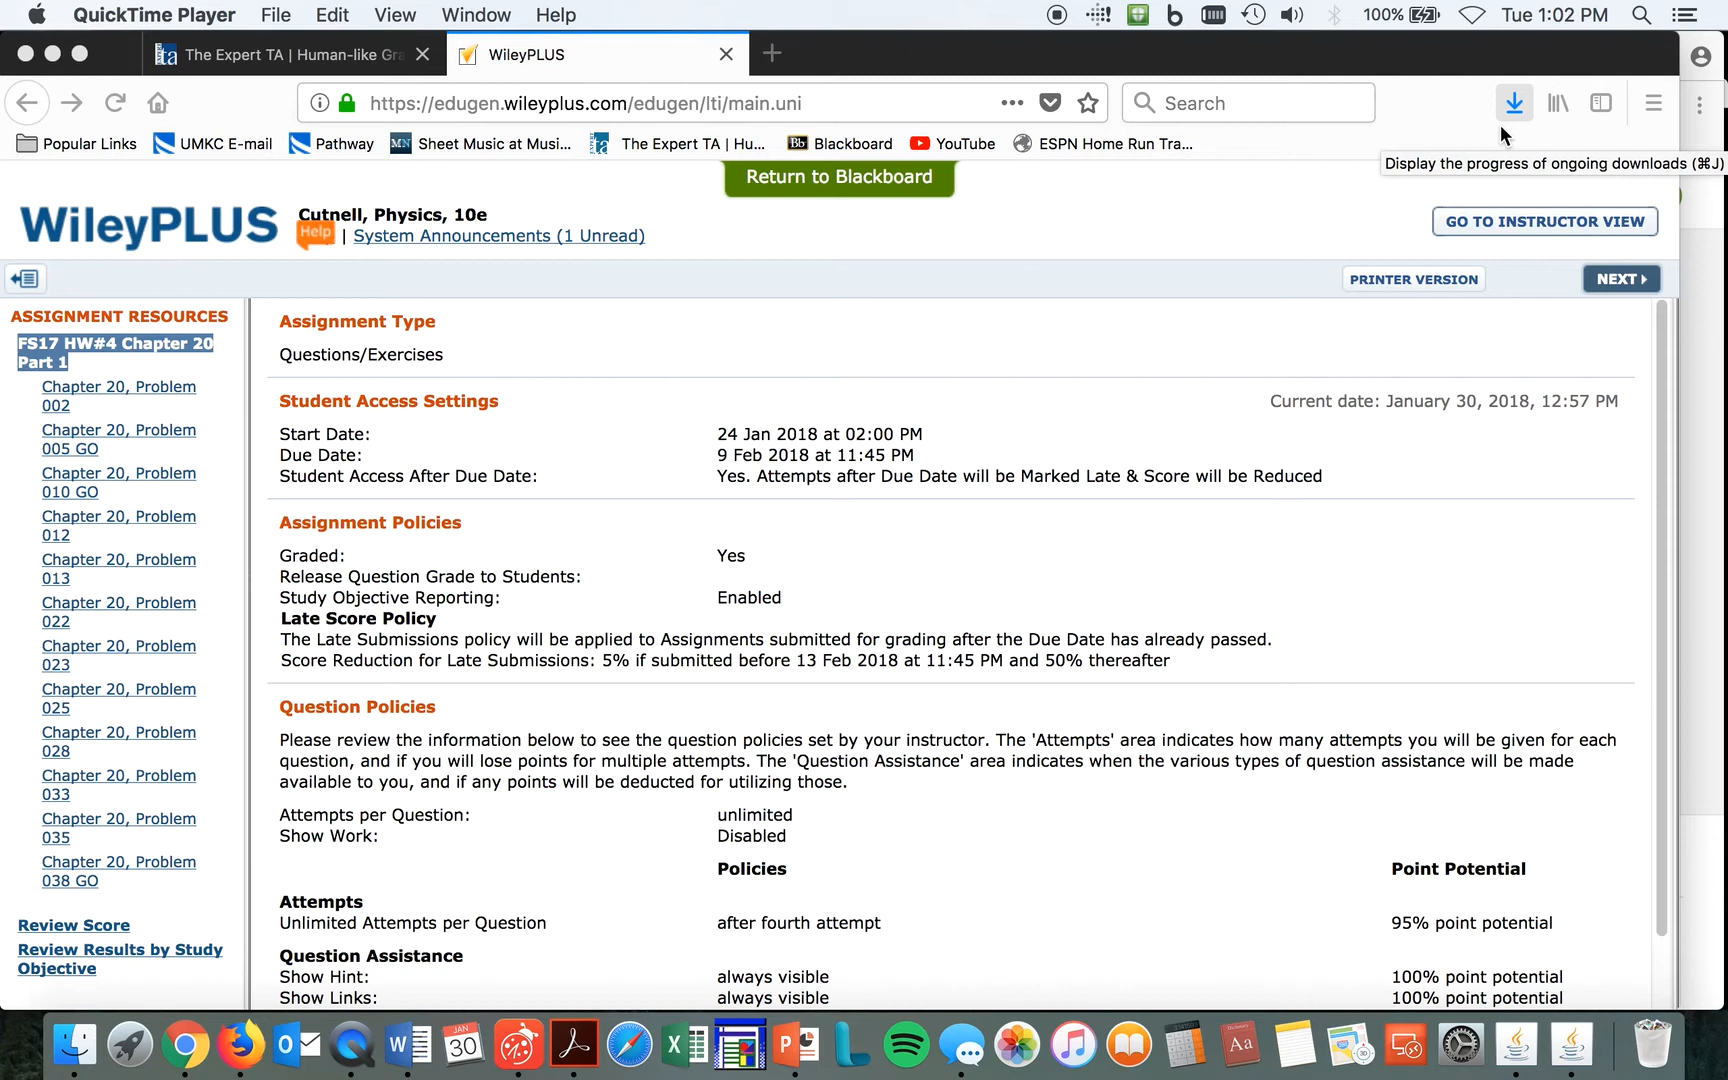 QuickTime Player File Edit View Window Help 100% Tue 1:02 PM
The Expert TA | Human-like Gra WileyPLUS
https://edugen.wileyplus.com/edugen/lti/main.uni Search
Popular Links UMKC E-mail Pathway Sheet Music at Musi... The Expert TA | Hu... Blackboard YouTube ESPN Home Run Tra...
Display the progress of ongoing downloads (⌘J)
Return to Blackboard
WileyPLUS
Cutnell, Physics, 10e
Help | System Announcements (1 Unread)
GO TO INSTRUCTOR VIEW
PRINTER VERSION NEXT
ASSIGNMENT RESOURCES
FS17 HW#4 Chapter 20
Part 1
Chapter 20, Problem
002
Chapter 20, Problem
005 GO
Chapter 20, Problem
010 GO
Chapter 20, Problem
012
Chapter 20, Problem
013
Chapter 20, Problem
022
Chapter 20, Problem
023
Chapter 20, Problem
025
Chapter 20, Problem
028
Chapter 20, Problem
033
Chapter 20, Problem
035
Chapter 20, Problem
038 GO
Review Score
Review Results by Study
Objective
Assignment Type
Questions/Exercises
Student Access Settings Current date: January 30, 2018, 12:57 PM
Start Date: 24 Jan 2018 at 02:00 PM
Due Date: 9 Feb 2018 at 11:45 PM
Student Access After Due Date: Yes. Attempts after Due Date will be Marked Late & Score will be Reduced
Assignment Policies
Graded: Yes
Release Question Grade to Students:
Study Objective Reporting: Enabled
Late Score Policy
The Late Submissions policy will be applied to Assignments submitted for grading after the Due Date has already passed.
Score Reduction for Late Submissions: 5% if submitted before 13 Feb 2018 at 11:45 PM and 50% thereafter
Question Policies
Please review the information below to see the question policies set by your instructor. The 'Attempts' area indicates how many attempts you will be given for each
question, and if you will lose points for multiple attempts. The 'Question Assistance' area indicates when the various types of question assistance will be made
available to you, and if any points will be deducted for utilizing those.
Attempts per Question: unlimited
Show Work: Disabled
Policies Point Potential
Attempts
Unlimited Attempts per Question after fourth attempt 95% point potential
Question Assistance
Show Hint: always visible 100% point potential
Show Links: always visible 100% point potential
JAN
30